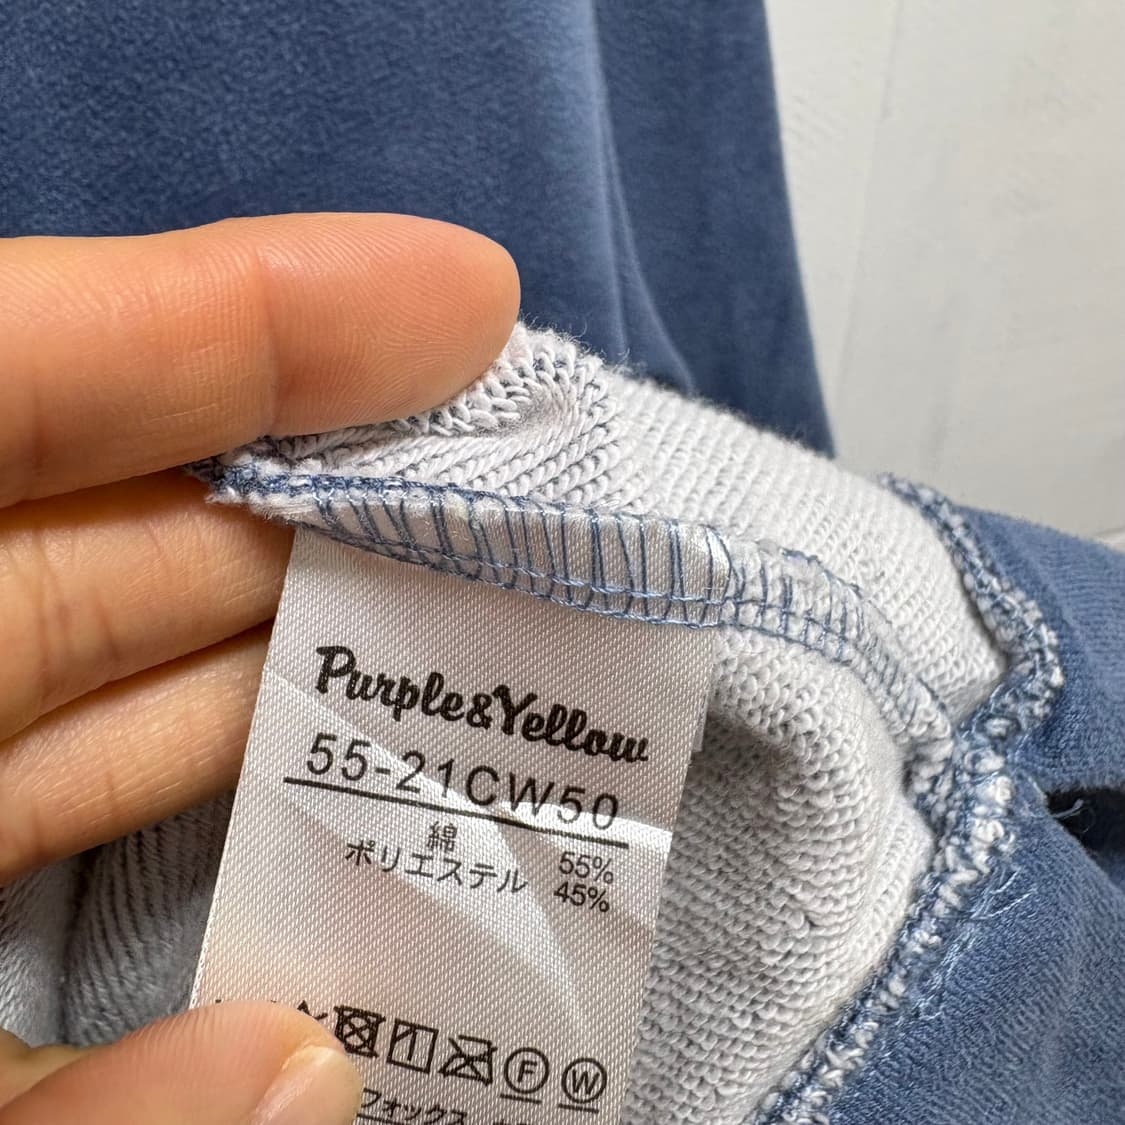 Purple&Yellow
55-21CW50
綿 55%
ポリエステル 45%
F W
フォックス